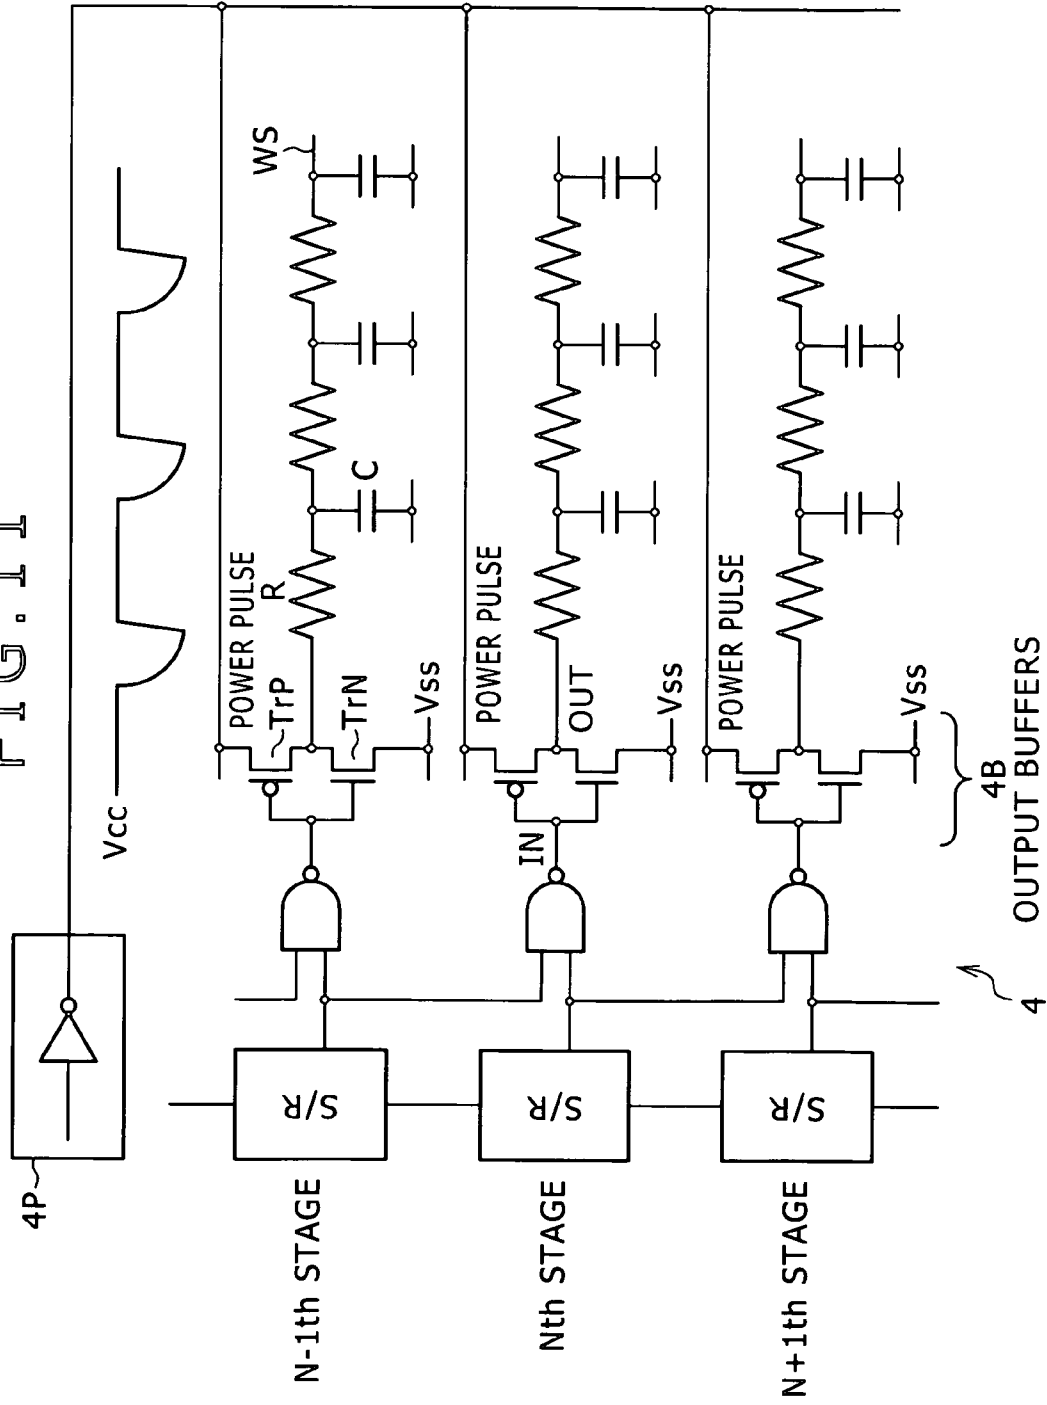 FIG.11
4P
Vcc
N-1th STAGE
S/R
POWER PULSE
TrP
TrN
R
C
WS
Vss
Nth STAGE
S/R
IN
POWER PULSE
OUT
Vss
N+1th STAGE
S/R
POWER PULSE
Vss
4B
OUTPUT BUFFERS
4